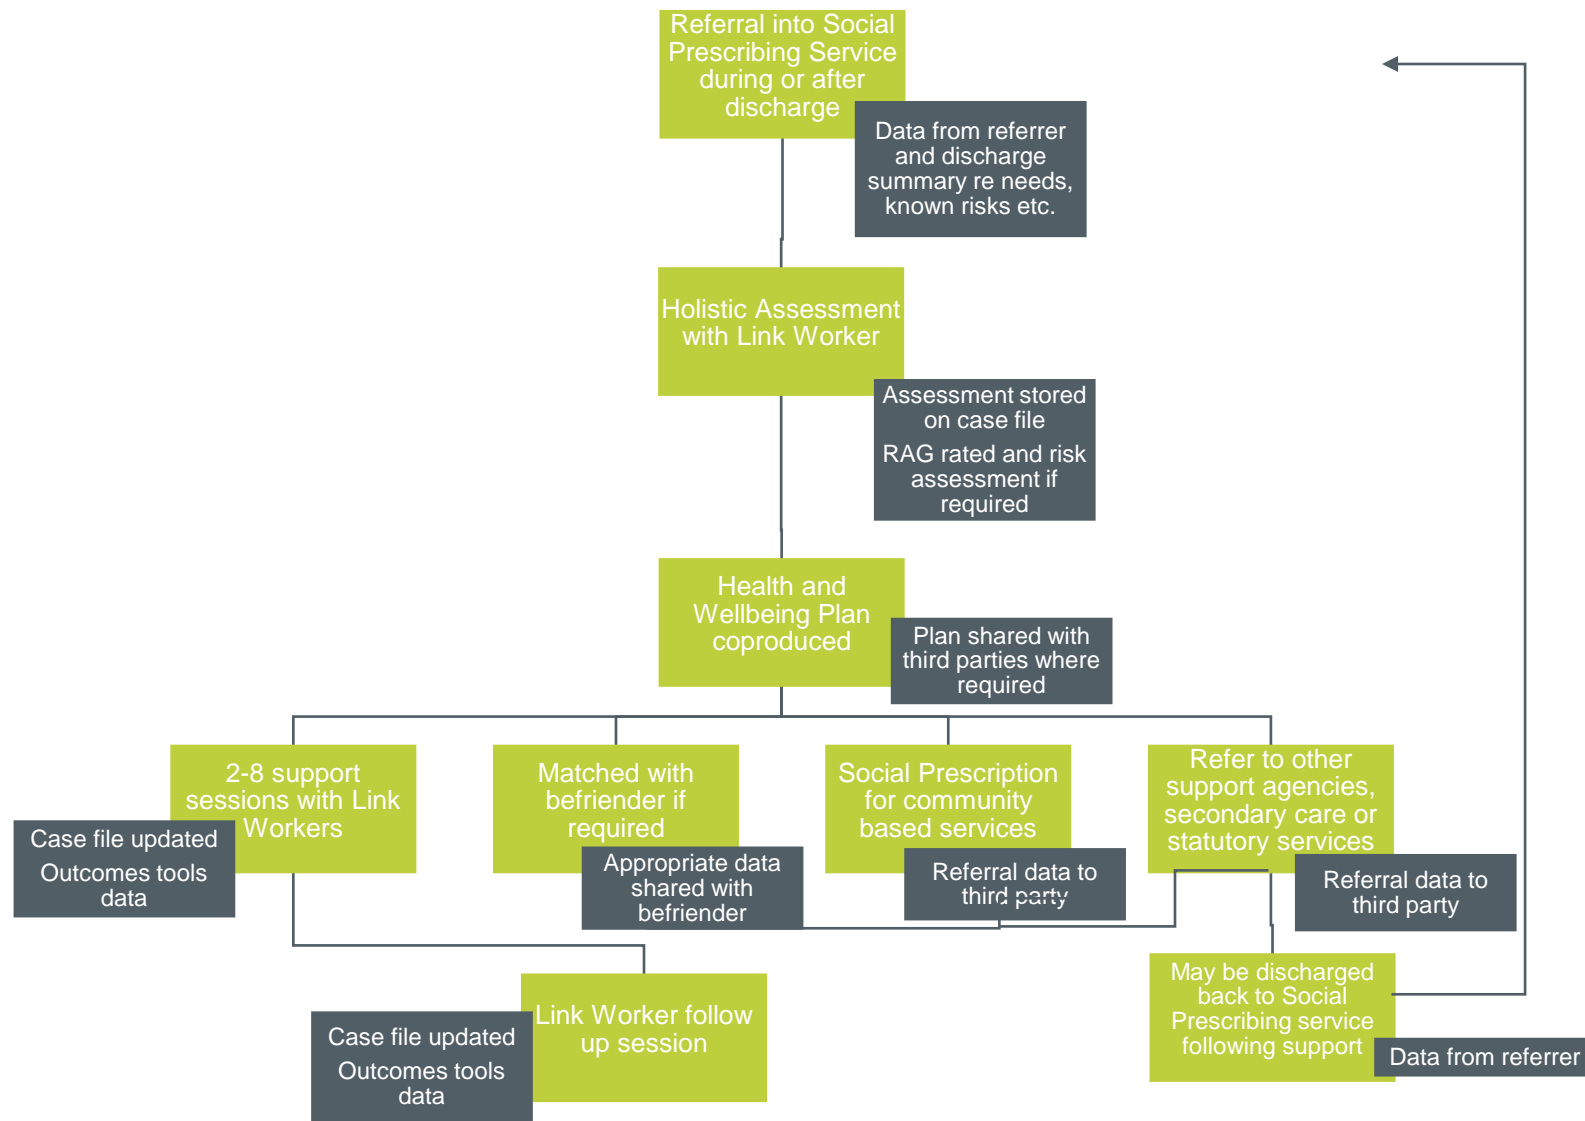 Referral into Social
Prescribing Service
during or after
discharge
Data from referrer
and discharge
summary re needs,
known risks etc.
Holistic Assessment
with Link Worker
Assessment stored
on case file
RAG rated and risk
assessment if
required
Health and
Wellbeing Plan
coproduced
Plan shared with
third parties where
required
2-8 support
sessions with Link
Workers
Case file updated
Outcomes tools
data
Matched with
befriender if
required
Appropriate data
shared with
befriender
Social Prescription
for community
based services
Referral data to
third party
Refer to other
support agencies,
secondary care or
statutory services
Referral data to
third party
Link Worker follow
up session
Case file updated
Outcomes tools
data
May be discharged
back to Social
Prescribing service
following support
Data from referrer